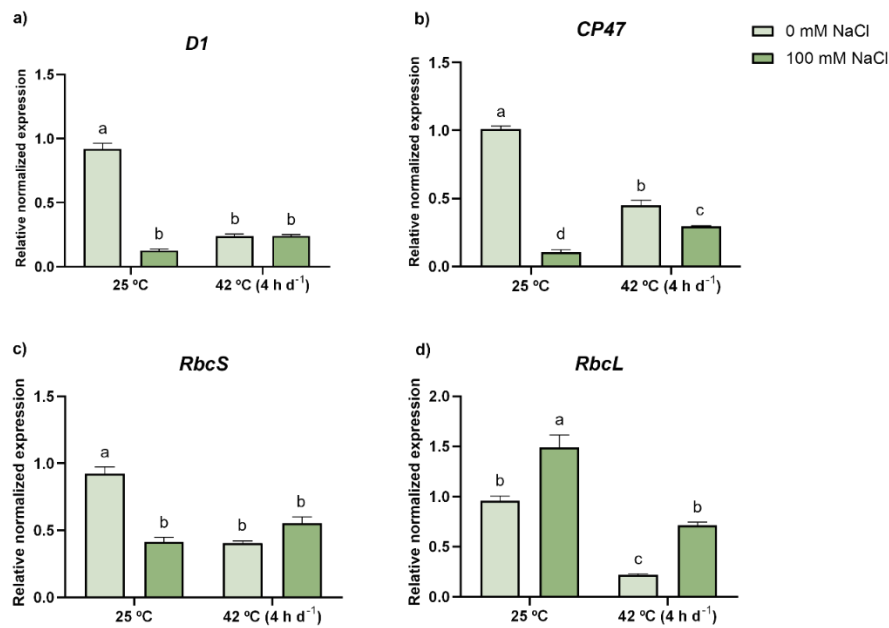 a)
D1
Relative normalized expression
1.5
1.0
0.5
0.0
a
b
b
b
25 ºC
42 ºC (4 h d⁻¹)
b)
CP47
0 mM NaCl
100 mM NaCl
Relative normalized expression
1.5
1.0
0.5
0.0
a
d
b
c
25 ºC
42 ºC (4 h d⁻¹)
c)
RbcS
Relative normalized expression
1.5
1.0
0.5
0.0
a
b
b
b
25 ºC
42 ºC (4 h d⁻¹)
d)
RbcL
Relative normalized expression
2.0
1.5
1.0
0.5
0.0
b
a
c
b
25 ºC
42 ºC (4 h d⁻¹)